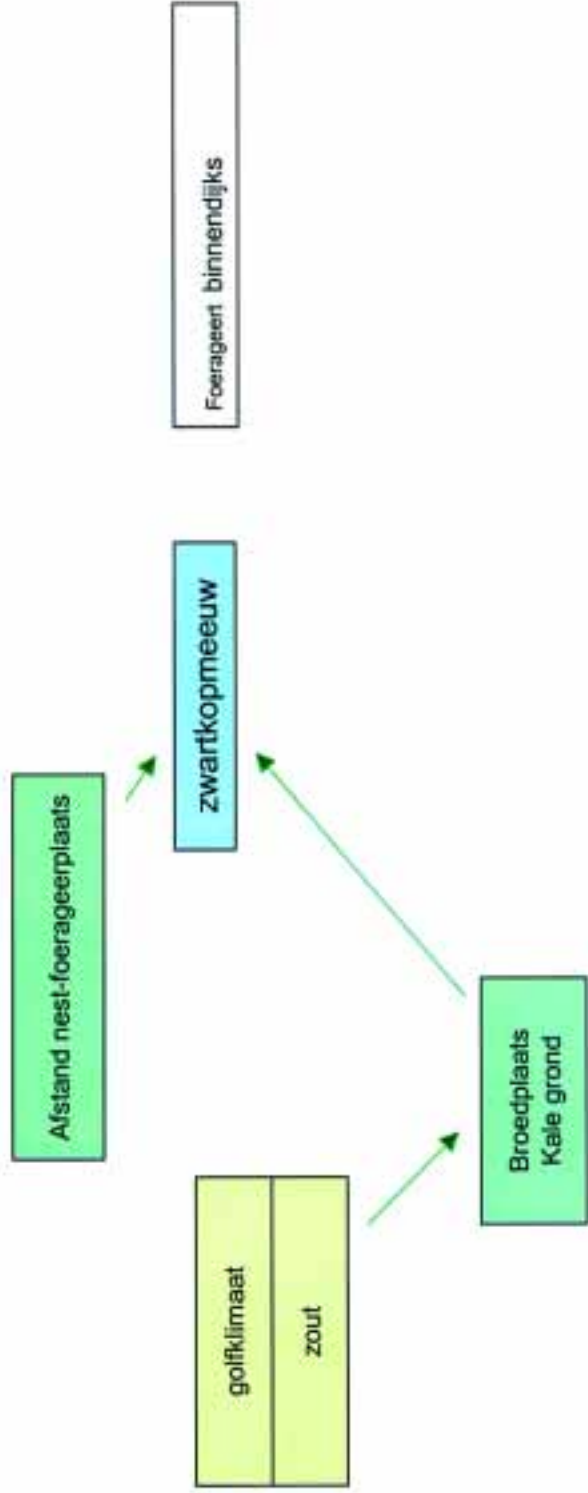 Afstand nest-foerageerplaats
golfklimaat
zout
zwartkopmeeuw
Foerageert binnendijks
Broedplaats
Kale grond